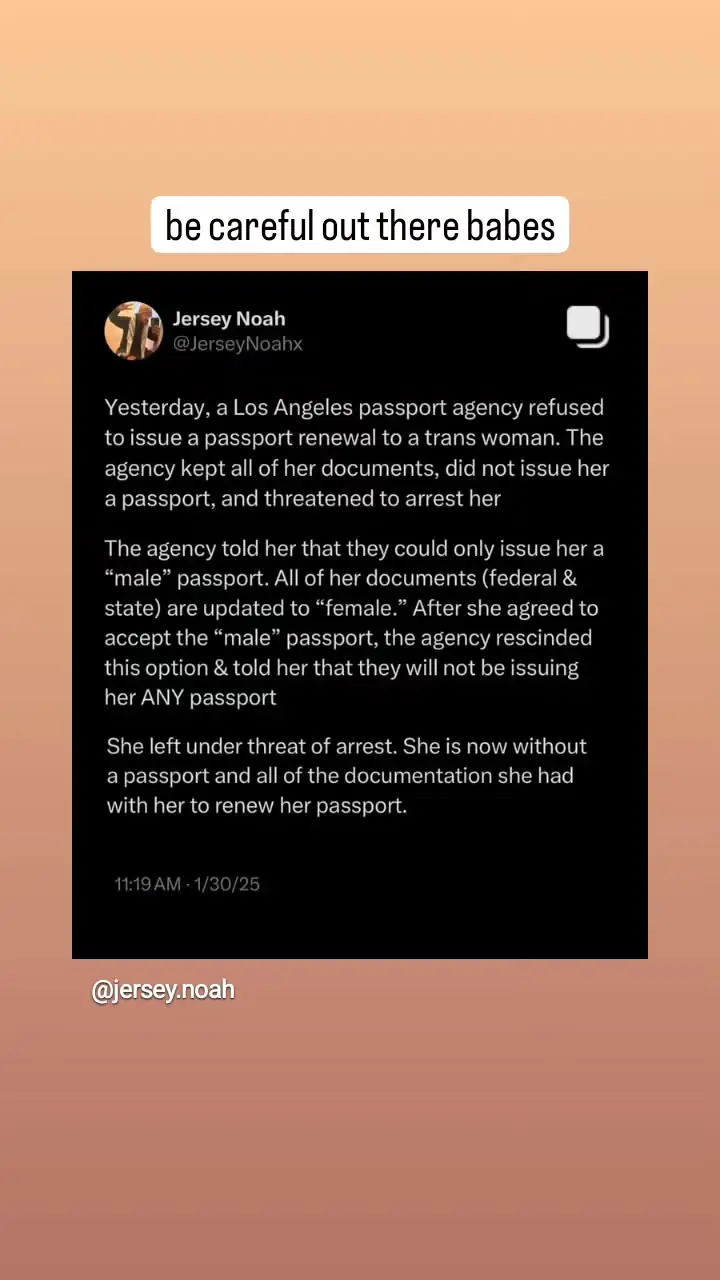 be careful out there babes
Jersey Noah
@JerseyNoahx
Yesterday, a Los Angeles passport agency refused
to issue a passport renewal to a trans woman. The
agency kept all of her documents, did not issue her
a passport, and threatened to arrest her
The agency told her that they could only issue her a
“male” passport. All of her documents (federal &
state) are updated to “female.” After she agreed to
accept the “male” passport, the agency rescinded
this option & told her that they will not be issuing
her ANY passport
She left under threat of arrest. She is now without
a passport and all of the documentation she had
with her to renew her passport.
11:19 AM · 1/30/25
@jersey.noah